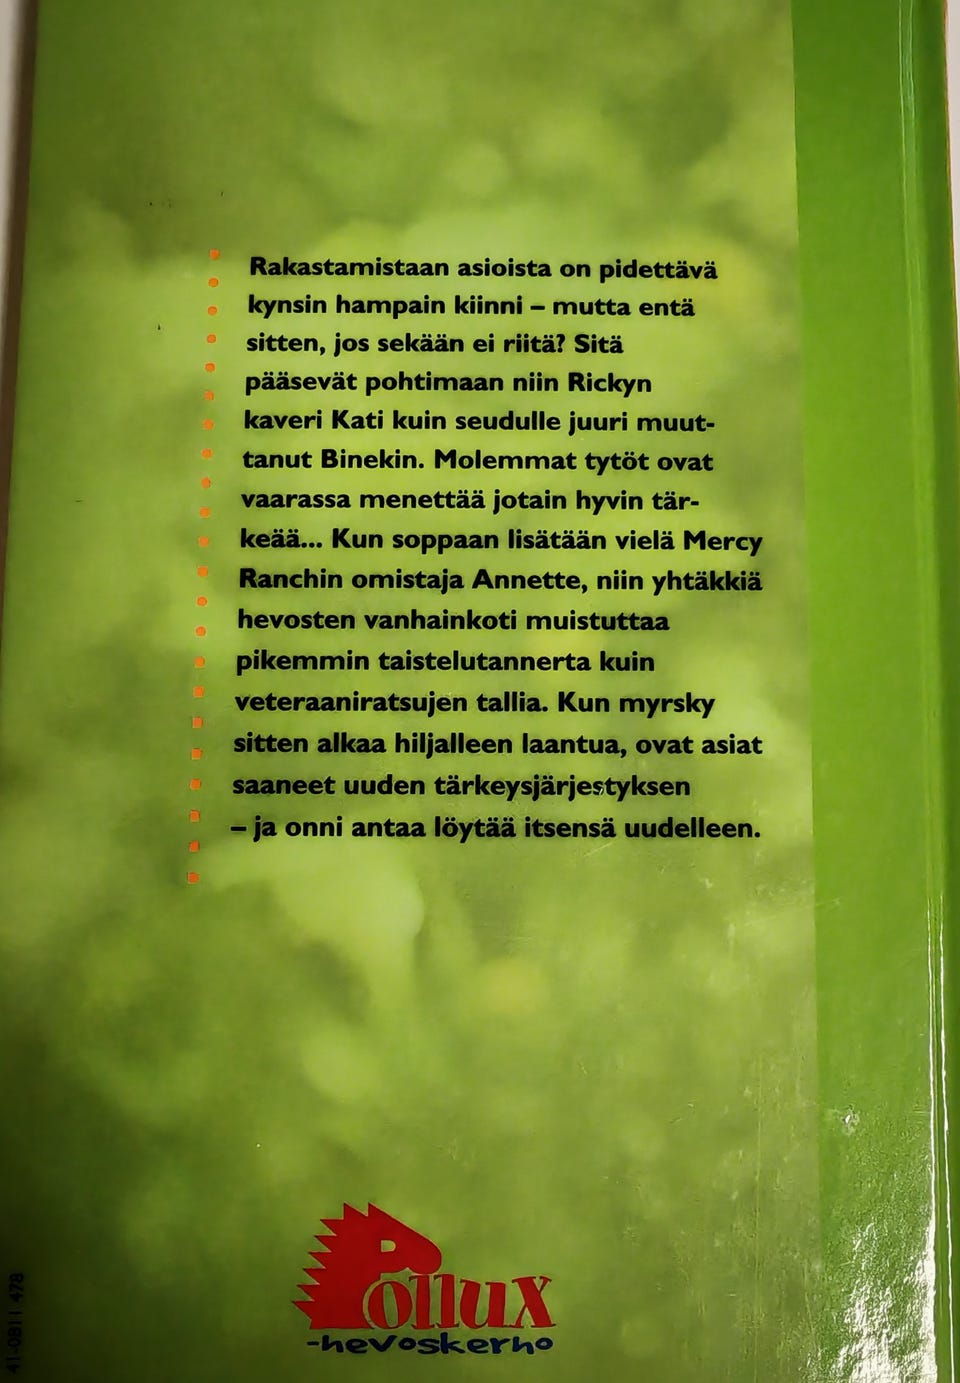 Rakastamistaan asioista on pidettävä
kynsin hampain kiinni – mutta entä
sitten, jos sekään ei riitä? Sitä
pääsevät pohtimaan niin Rickyn
kaveri Kati kuin seudulle juuri muut-
tanut Binekin. Molemmat tytöt ovat
vaarassa menettää jotain hyvin tär-
keää... Kun soppaan lisätään vielä Mercy
Ranchin omistaja Annette, niin yhtäkkiä
hevosten vanhainkoti muistuttaa
pikemmin taistelutannerta kuin
veteraaniratsujen tallia. Kun myrsky
sitten alkaa hiljalleen laantua, ovat asiat
saaneet uuden tärkeysjärjestyksen
– ja onni antaa löytää itsensä uudelleen.
Pollux
-hevoskerho
41-0811 478